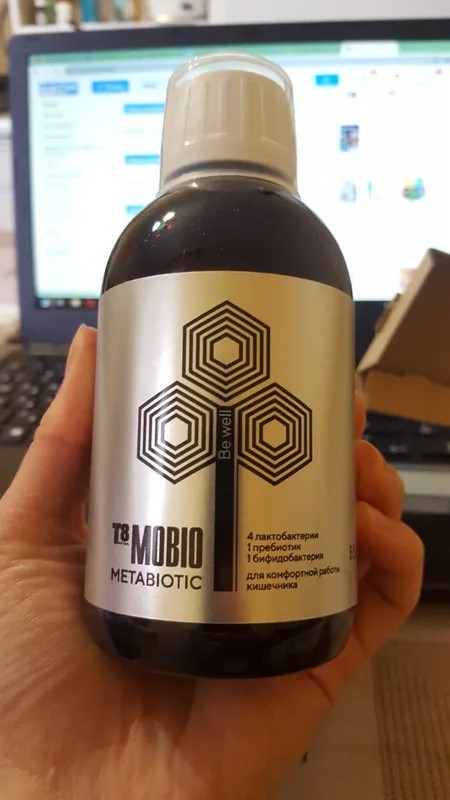 Be well
T8 MOBIO
METABIOTIC
4 лактобактерии
1 пребиотик
1 бифидобактерия
для комфортной работы
кишечника